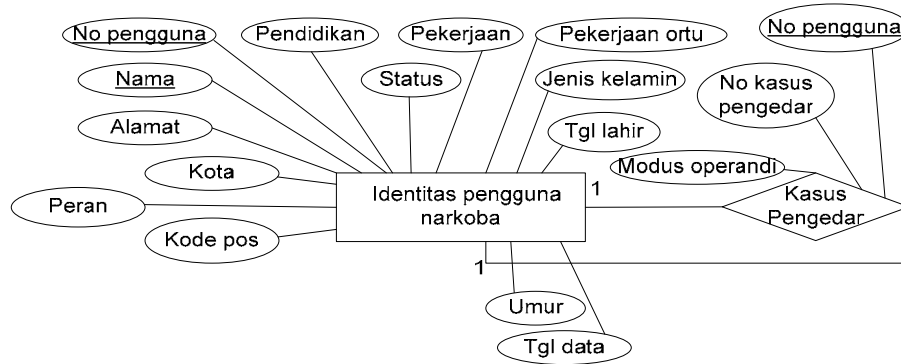 No pengguna
Pendidikan
Pekerjaan
Pekerjaan ortu
No pengguna
Nama
Status
Jenis kelamin
No kasus
pengedar
Alamat
Tgl lahir
Kota
Modus operandi
Peran
Identitas pengguna
narkoba
1
Kasus
Pengedar
Kode pos
1
Umur
Tgl data